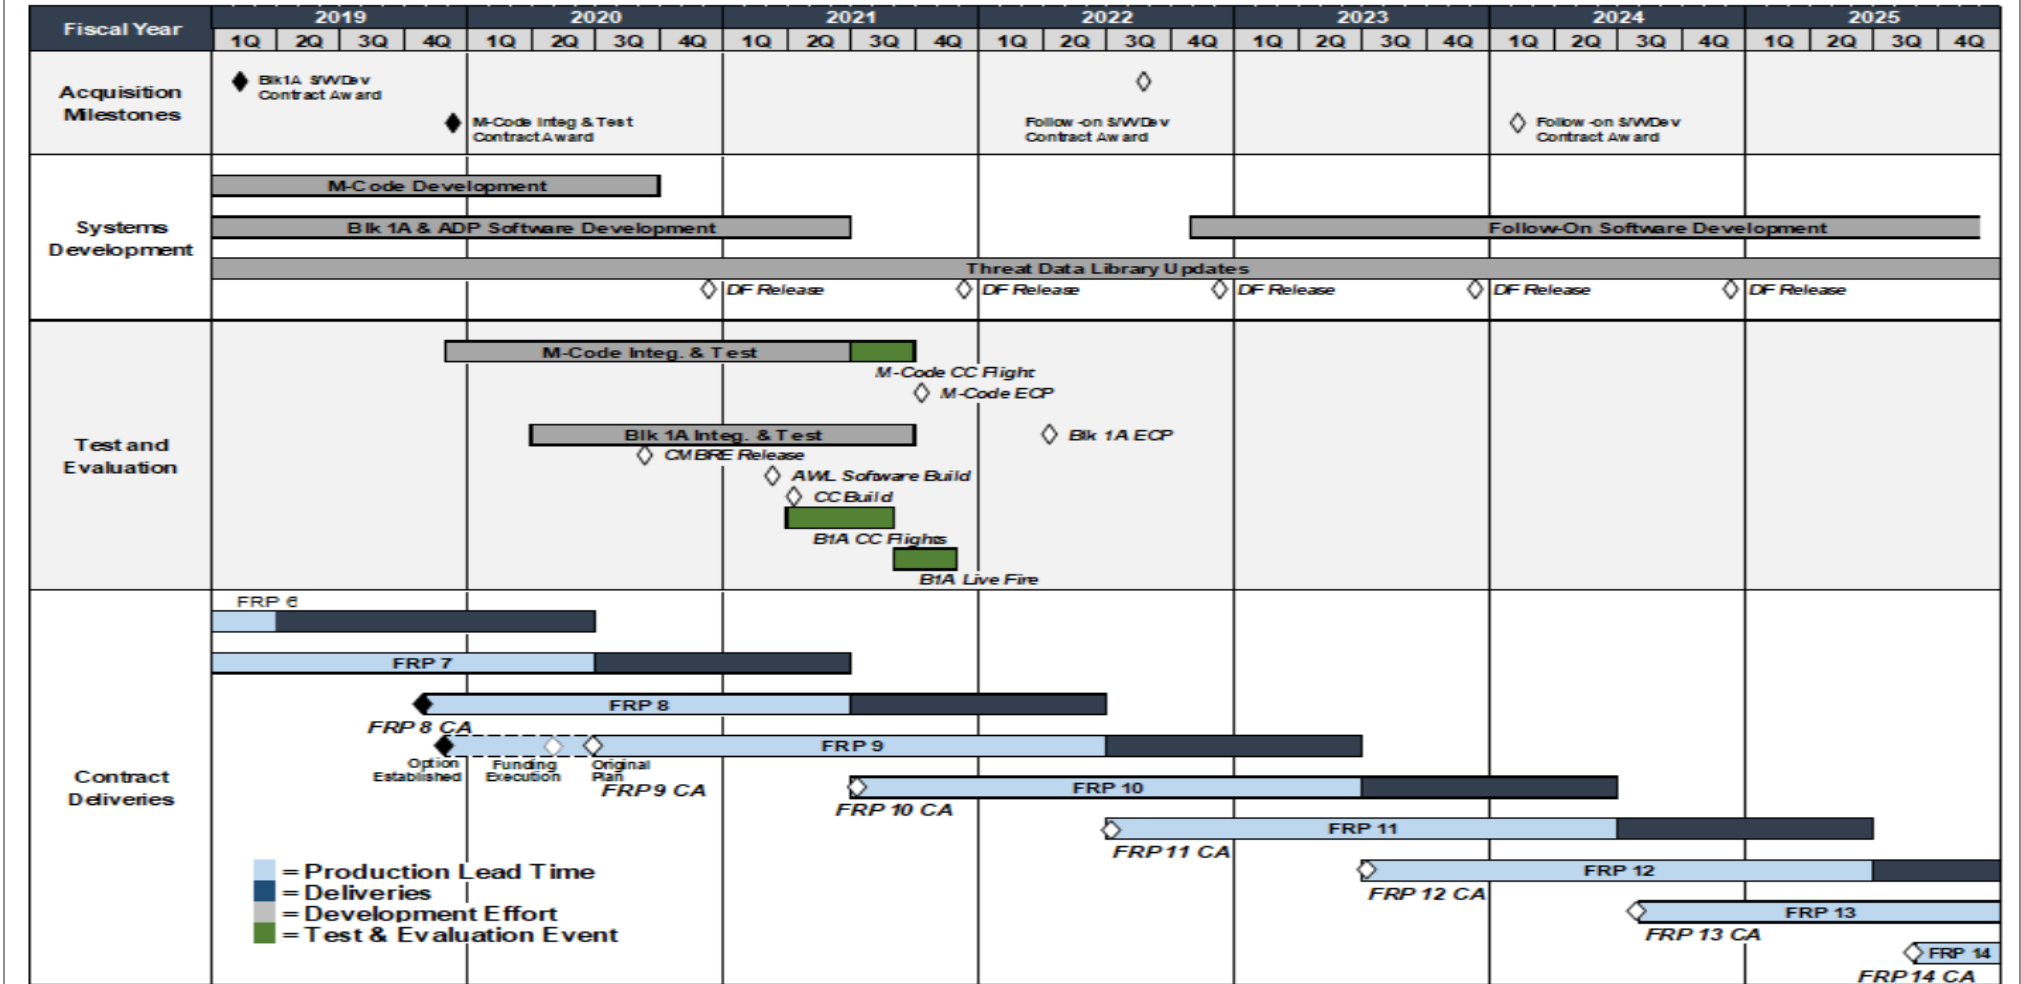 Fiscal Year
2019 2020 2021 2022 2023 2024 2025
1Q 2Q 3Q 4Q 1Q 2Q 3Q 4Q 1Q 2Q 3Q 4Q 1Q 2Q 3Q 4Q 1Q 2Q 3Q 4Q 1Q 2Q 3Q 4Q 1Q 2Q 3Q 4Q
Acquisition
Milestones
Blk1A S/W Dev
Contract Award
M-Code Integ & Test
Contract Award
Follow-on S/W Dev
Contract Award
Follow-on S/W Dev
Contract Award
Systems
Development
M-Code Development
Blk 1A & ADP Software Development
Follow-On Software Development
Threat Data Library Updates
DF Release DF Release DF Release DF Release DF Release
Test and
Evaluation
M-Code Integ. & Test
M-Code CC Flight
M-Code ECP
Blk 1A Integ. & Test
Blk 1A ECP
CMBRE Release
AWL Software Build
CC Build
B1A CC Flights
B1A Live Fire
Contract
Deliveries
FRP 6
FRP 7
FRP 8
FRP 8 CA
FRP 9
Option
Established
Funding
Execution
Original
Plan
FRP 9 CA
FRP 10
FRP 10 CA
FRP 11
FRP 11 CA
FRP 12
FRP 12 CA
FRP 13
FRP 13 CA
FRP 14
FRP 14 CA
= Production Lead Time
= Deliveries
= Development Effort
= Test & Evaluation Event